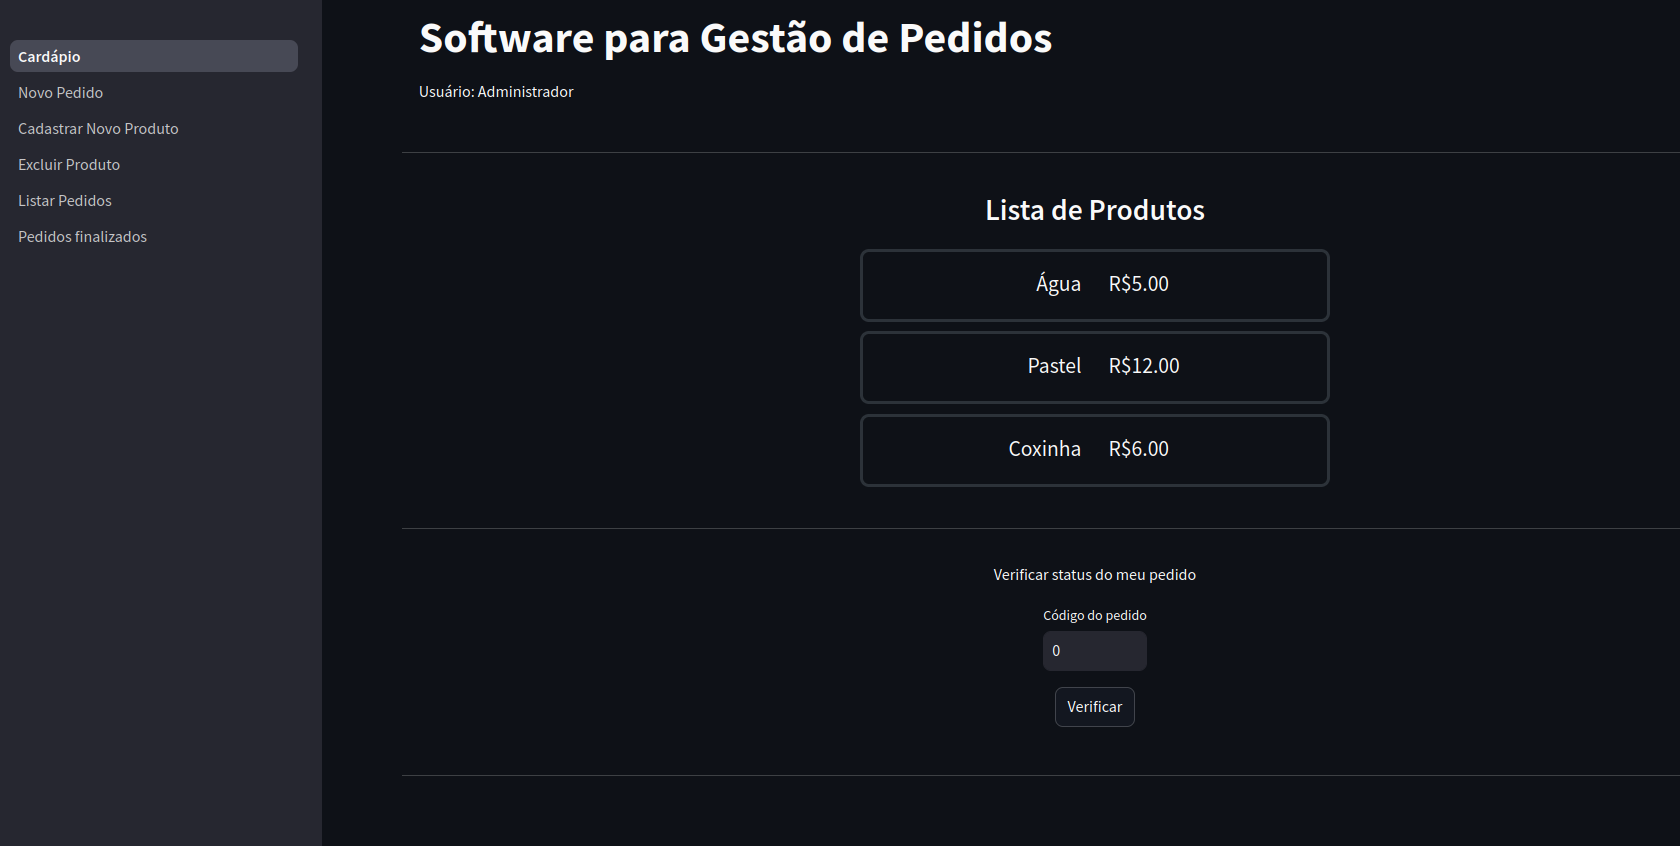 Cardápio
Novo Pedido
Cadastrar Novo Produto
Excluir Produto
Listar Pedidos
Pedidos finalizados
Software para Gestão de Pedidos
Usuário: Administrador
Lista de Produtos
Água R$5.00
Pastel R$12.00
Coxinha R$6.00
Verificar status do meu pedido
Código do pedido
0
Verificar